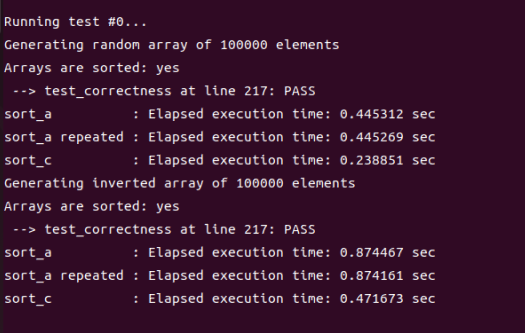 Running test #0...
Generating random array of 100000 elements
Arrays are sorted: yes
 --> test_correctness at line 217: PASS
sort_a          : Elapsed execution time: 0.445312 sec
sort_a repeated : Elapsed execution time: 0.445269 sec
sort_c          : Elapsed execution time: 0.238851 sec
Generating inverted array of 100000 elements
Arrays are sorted: yes
 --> test_correctness at line 217: PASS
sort_a          : Elapsed execution time: 0.874467 sec
sort_a repeated : Elapsed execution time: 0.874161 sec
sort_c          : Elapsed execution time: 0.471673 sec